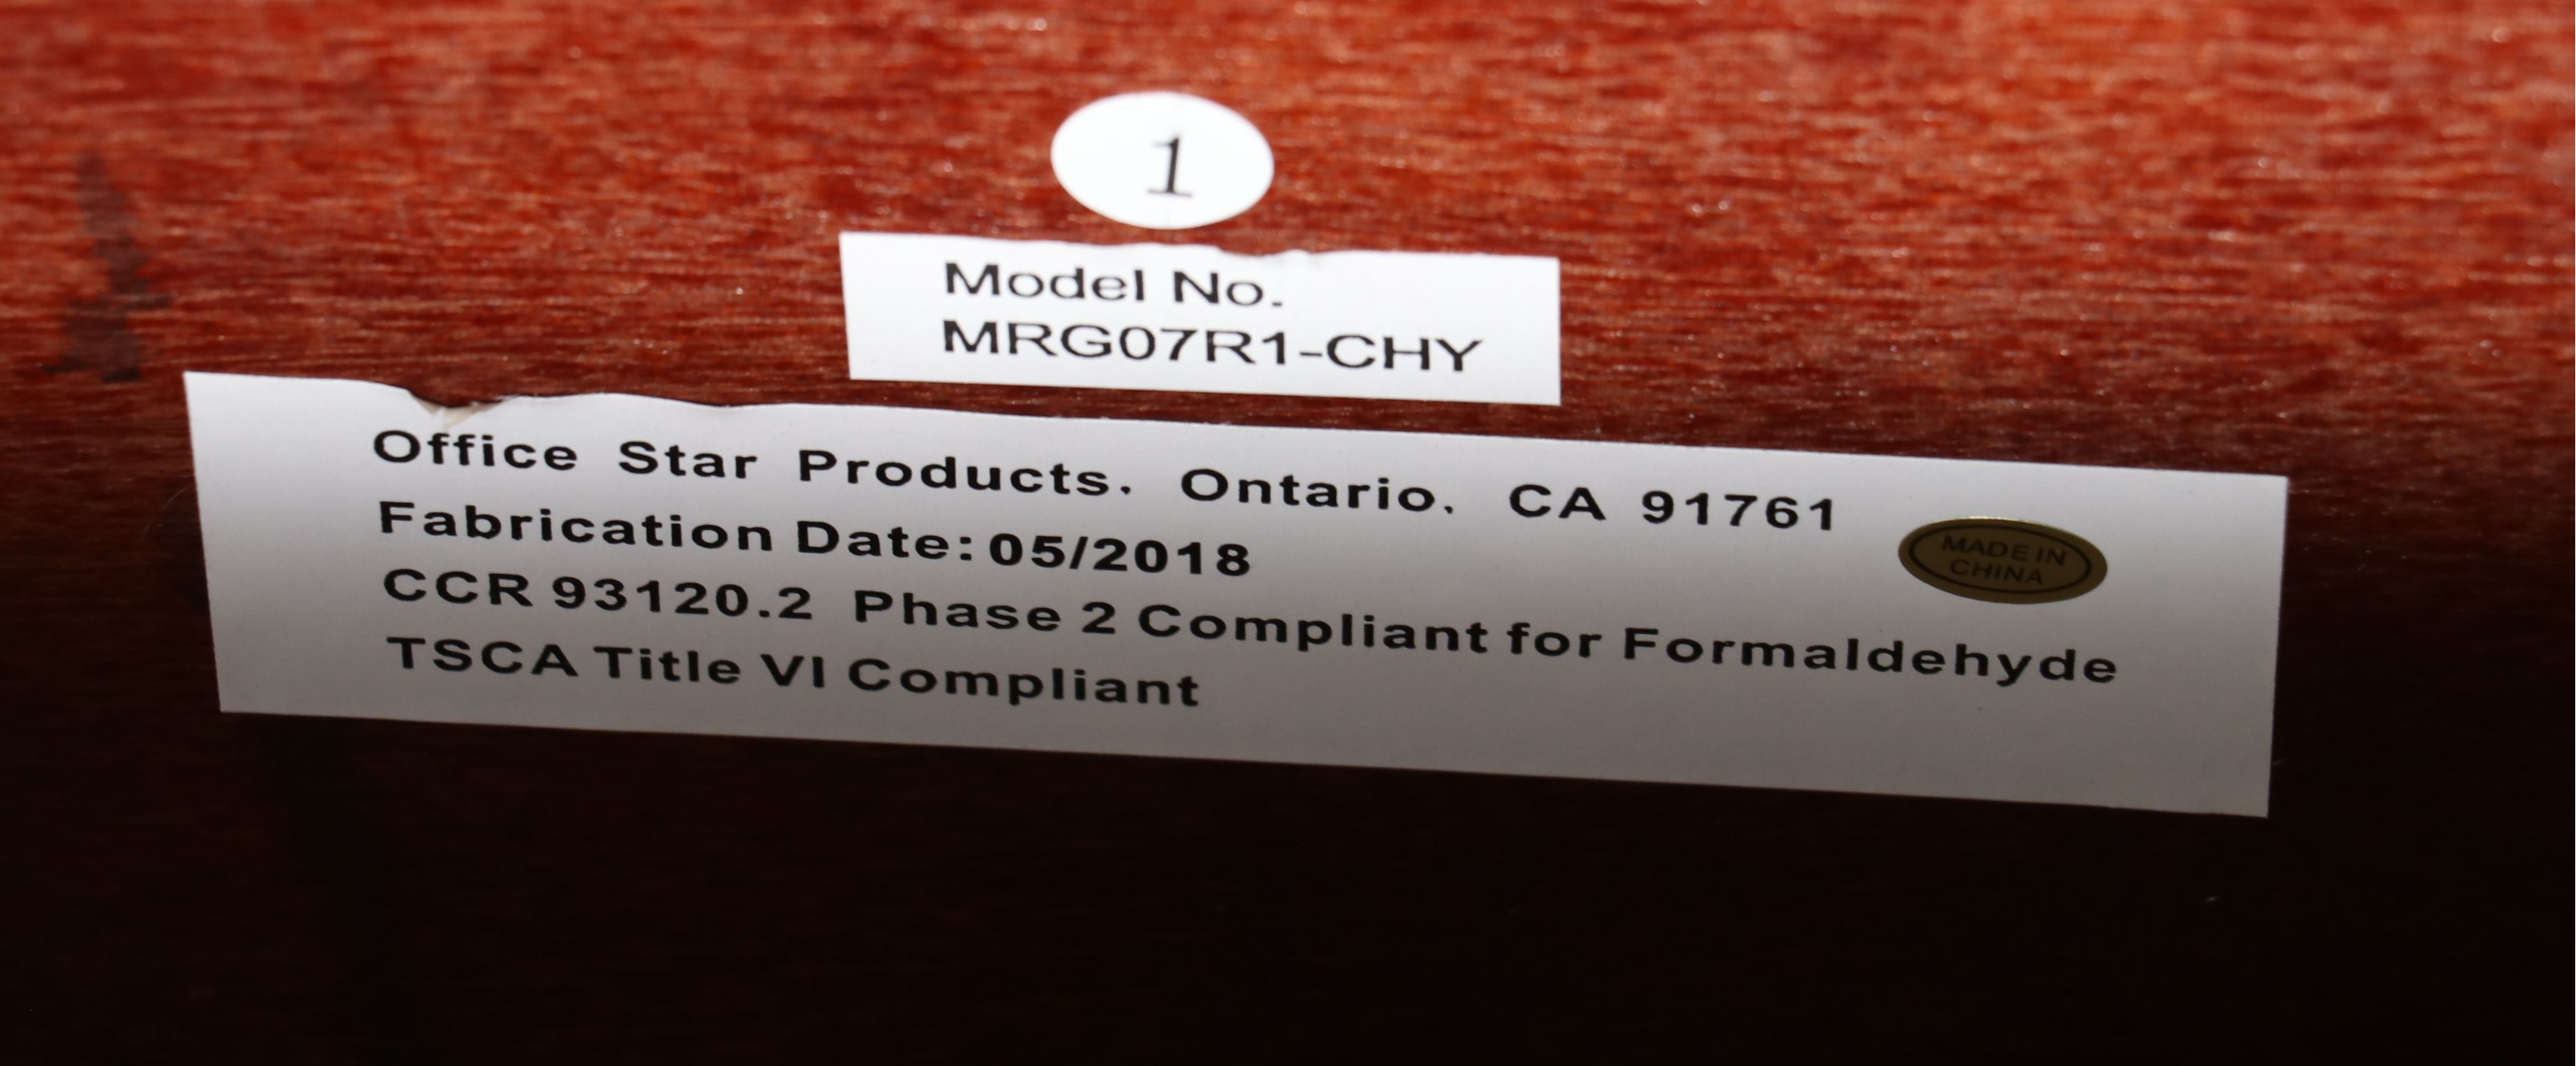 1
Model No.
MRG07R1-CHY
Office Star Products. Ontario. CA 91761
Fabrication Date:05/2018
MADE IN
CHINA
CCR 93120.2 Phase 2 Compliant for Formaldehyde
TSCA Title VI Compliant